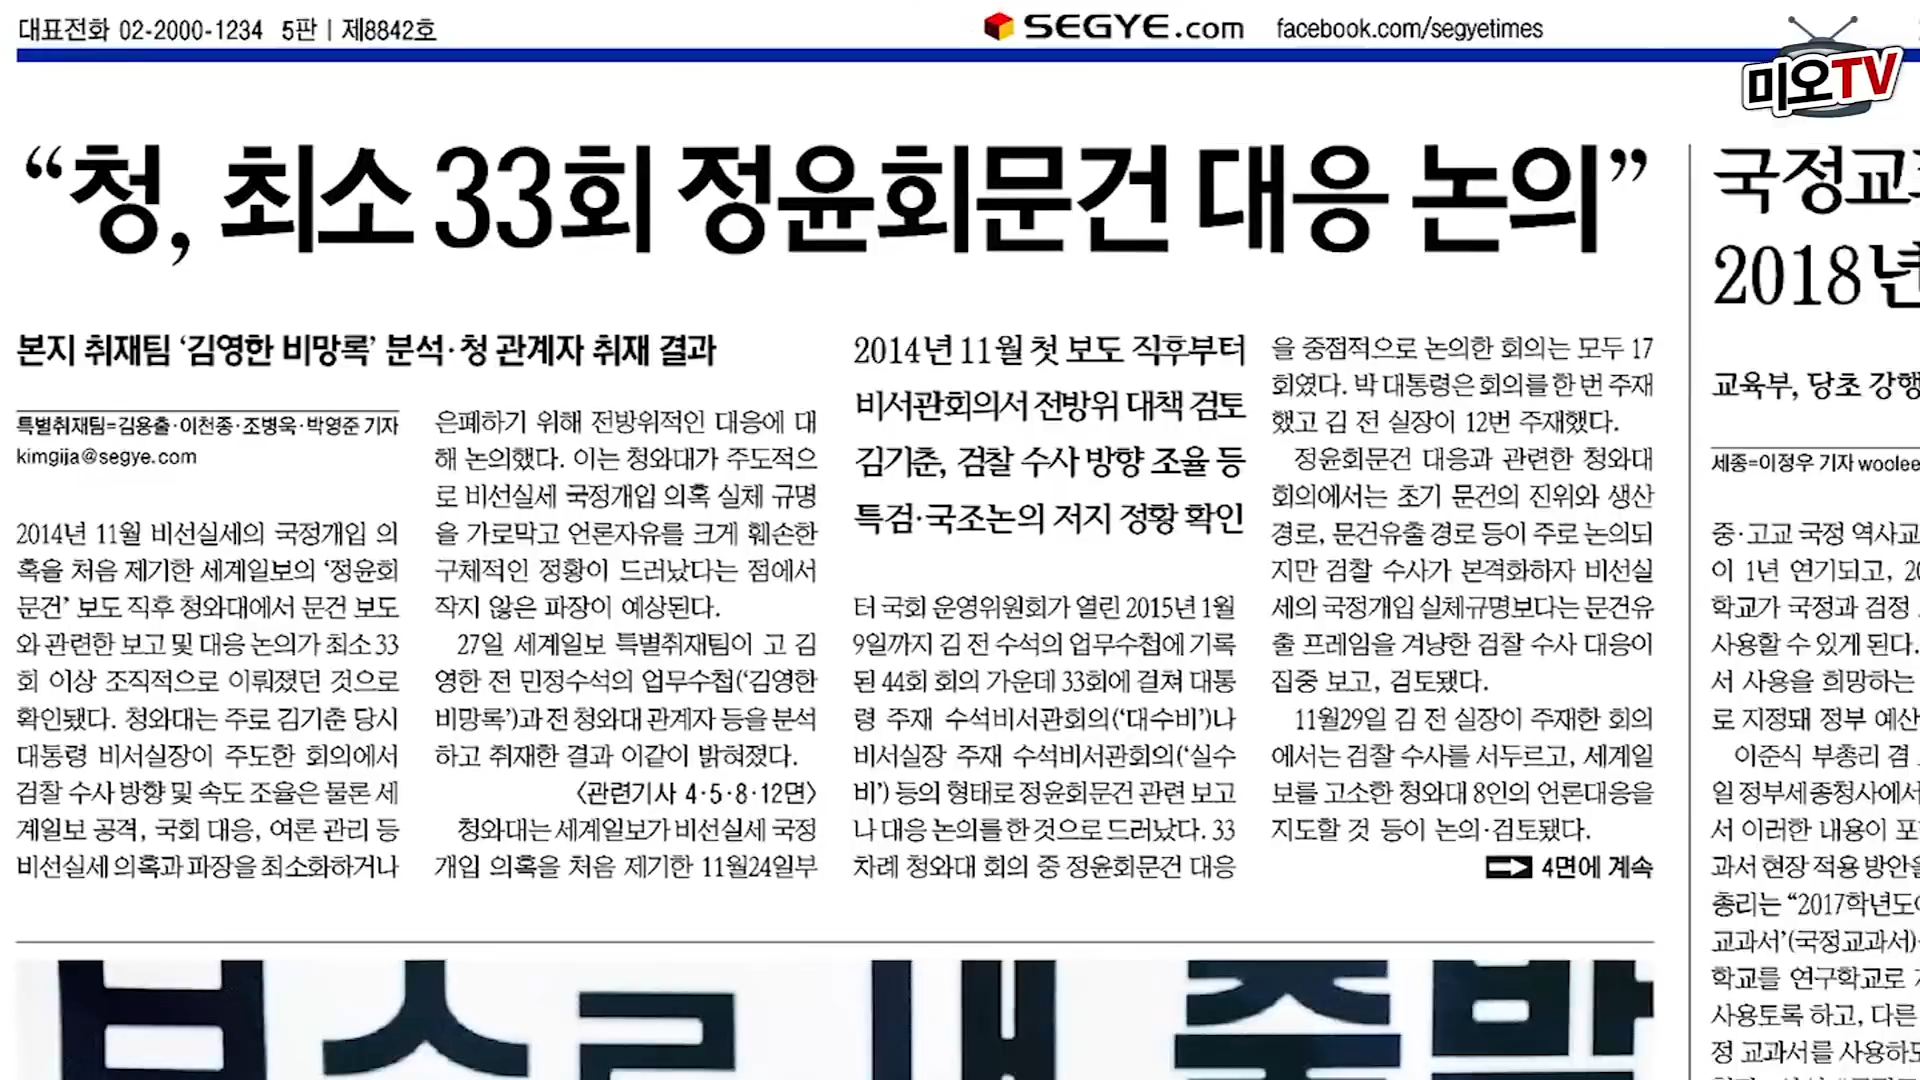 대표전화 02-2000-1234 5판 | 제8842호
SEGYE.com facebook.com/segyetimes
미오TV
“청, 최소 33회 정윤회문건 대응 논의”
본지 취재팀 ‘김영한 비망록’ 분석·청 관계자 취재 결과
특별취재팀=김용출·이천종·조병욱·박영준 기자
kimgija@segye.com
2014년 11월 비선실세의 국정개입 의
혹을 처음 제기한 세계일보의 ‘정윤회
문건’ 보도 직후 청와대에서 문건 보도
와 관련한 보고 및 대응 논의가 최소 33
회 이상 조직적으로 이뤄졌던 것으로
확인됐다. 청와대는 주로 김기춘 당시
대통령 비서실장이 주도한 회의에서
검찰 수사 방향 및 속도 조율은 물론 세
계일보 공격, 국회 대응, 여론 관리 등
비선실세 의혹과 파장을 최소화하거나
은폐하기 위해 전방위적인 대응에 대
해 논의했다. 이는 청와대가 주도적으
로 비선실세 국정개입 의혹 실체 규명
을 가로막고 언론자유를 크게 훼손한
구체적인 정황이 드러났다는 점에서
작지 않은 파장이 예상된다.
27일 세계일보 특별취재팀이 고 김
영한 전 민정수석의 업무수첩(‘김영한
비망록’)과 전 청와대 관계자 등을 분석
하고 취재한 결과 이같이 밝혀졌다.
〈관련기사 4·5·8·12면〉
청와대는 세계일보가 비선실세 국정
개입 의혹을 처음 제기한 11월24일부
2014년 11월 첫 보도 직후부터
비서관회의서 전방위 대책 검토
김기춘, 검찰 수사 방향 조율 등
특검·국조논의 저지 정황 확인
터 국회 운영위원회가 열린 2015년 1월
9일까지 김 전 수석의 업무수첩에 기록
된 44회 회의 가운데 33회에 걸쳐 대통
령 주재 수석비서관회의(‘대수비’)나
비서실장 주재 수석비서관회의(‘실수
비’) 등의 형태로 정윤회문건 관련 보고
나 대응 논의를 한 것으로 드러났다. 33
차례 청와대 회의 중 정윤회문건 대응
을 중점적으로 논의한 회의는 모두 17
회였다. 박 대통령은 회의를 한 번 주재
했고 김 전 실장이 12번 주재했다.
정윤회문건 대응과 관련한 청와대
회의에서는 초기 문건의 진위와 생산
경로, 문건유출 경로 등이 주로 논의되
지만 검찰 수사가 본격화하자 비선실
세의 국정개입 실체규명보다는 문건유
출 프레임을 겨냥한 검찰 수사 대응이
집중 보고, 검토됐다.
11월29일 김 전 실장이 주재한 회의
에서는 검찰 수사를 서두르고, 세계일
보를 고소한 청와대 8인의 언론대응을
지도할 것 등이 논의·검토됐다.
4면에 계속
국정교
2018년
교육부, 당초 강행
세종=이정우 기자 woolee
중·고교 국정 역사교
이 1년 연기되고, 20
학교가 국정과 검정
사용할 수 있게 된다.
서 사용을 희망하는
로 지정돼 정부 예산
이준식 부총리 겸
일 정부세종청사에서
서 이러한 내용이 포
과서 현장 적용 방안을
총리는 “2017학년도
교과서’(국정교과서)
학교를 연구학교로
사용토록 하고, 다른
정 교과서를 사용하도